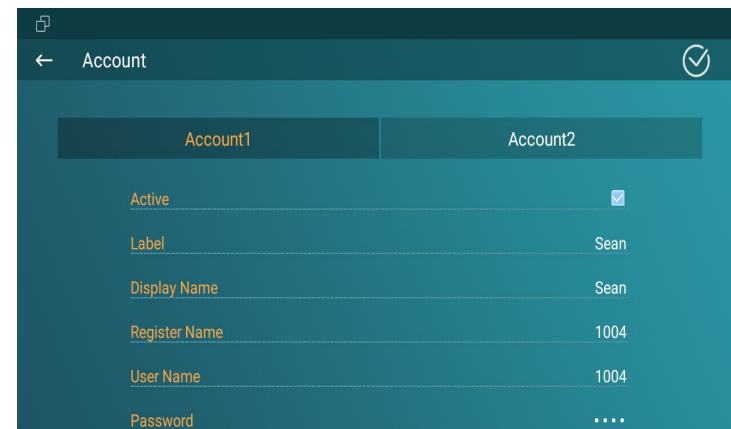 Account
Account1 Account2
Active
Label Sean
Display Name Sean
Register Name 1004
User Name 1004
Password ••••